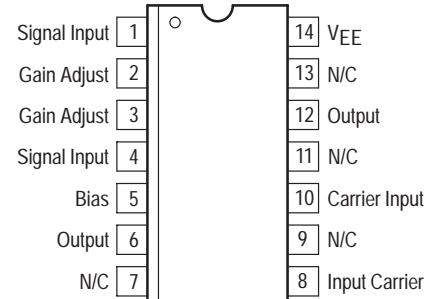 Signal Input 1
Gain Adjust 2
Gain Adjust 3
Signal Input 4
Bias 5
Output 6
N/C 7
14 VEE
13 N/C
12 Output
11 N/C
10 Carrier Input
9 N/C
8 Input Carrier